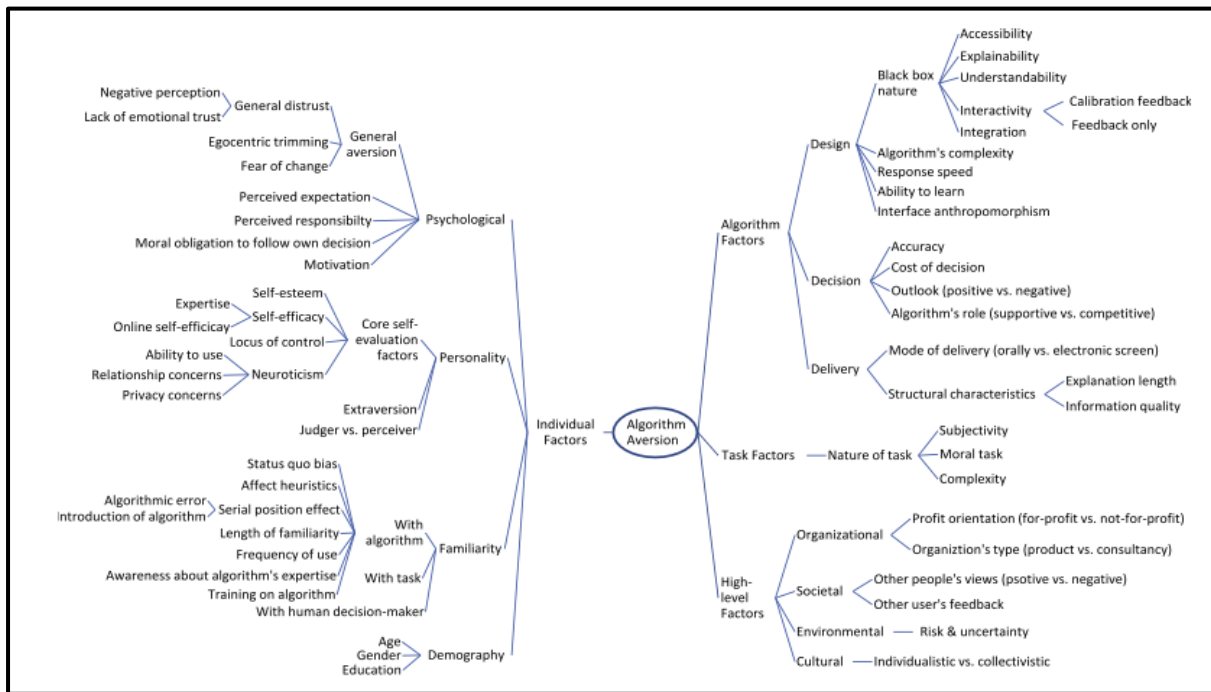 Negative perception
Lack of emotional trust
General distrust
Egocentric trimming
Fear of change
General
aversion
Perceived expectation
Perceived responsibilty
Moral obligation to follow own decision
Motivation
Psychological
Expertise
Online self-efficicay
Self-esteem
Self-efficacy
Locus of control
Ability to use
Relationship concerns
Privacy concerns
Neuroticism
Core self-
evaluation
factors
Extraversion
Judger vs. perceiver
Personality
Status quo bias
Affect heuristics
Algorithmic error
Introduction of algorithm
Serial position effect
Length of familiarity
Frequency of use
Awareness about algorithm's expertise
Training on algorithm
With
algorithm
With task
With human decision-maker
Familiarity
Age
Gender
Education
Demography
Individual
Factors
Algorithm
Aversion
Algorithm
Factors
Design
Black box
nature
Accessibility
Explainability
Understandability
Interactivity
Calibration feedback
Feedback only
Integration
Algorithm's complexity
Response speed
Ability to learn
Interface anthropomorphism
Decision
Accuracy
Cost of decision
Outlook (positive vs. negative)
Algorithm's role (supportive vs. competitive)
Delivery
Mode of delivery (orally vs. electronic screen)
Structural characteristics
Explanation length
Information quality
Task Factors
Nature of task
Subjectivity
Moral task
Complexity
High-
level
Factors
Organizational
Profit orientation (for-profit vs. not-for-profit)
Organiztion's type (product vs. consultancy)
Societal
Other people's views (psotive vs. negative)
Other user's feedback
Environmental
Risk & uncertainty
Cultural
Individualistic vs. collectivistic